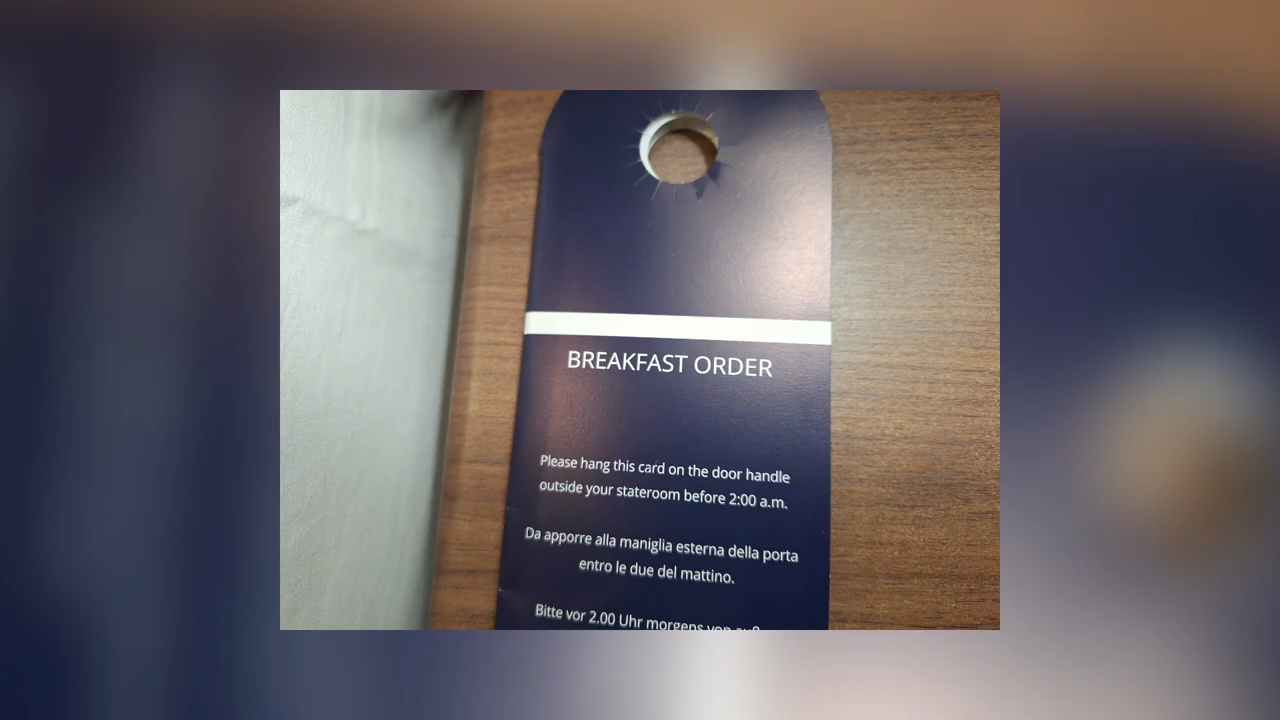 BREAKFAST ORDER
Please hang this card on the door handle
outside your stateroom before 2:00 a.m.
Da apporre alla maniglia esterna della porta
entro le due del mattino.
Bitte vor 2.00 Uhr morgens von